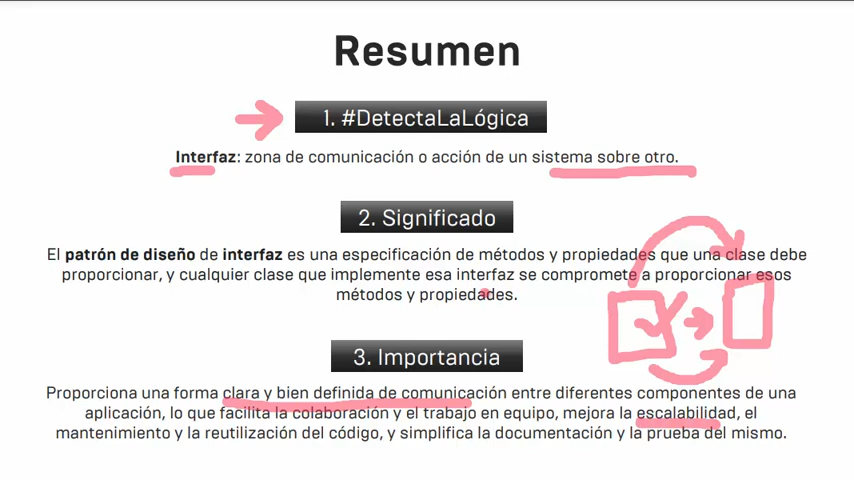 Resumen
1. #DetectaLaLógica
Interfaz: zona de comunicación o acción de un sistema sobre otro.
2. Significado
El patrón de diseño de interfaz es una especificación de métodos y propiedades que una clase debe
proporcionar, y cualquier clase que implemente esa interfaz se compromete a proporcionar esos
métodos y propiedades.
3. Importancia
Proporciona una forma clara y bien definida de comunicación entre diferentes componentes de una
aplicación, lo que facilita la colaboración y el trabajo en equipo, mejora la escalabilidad, el
mantenimiento y la reutilización del código, y simplifica la documentación y la prueba del mismo.